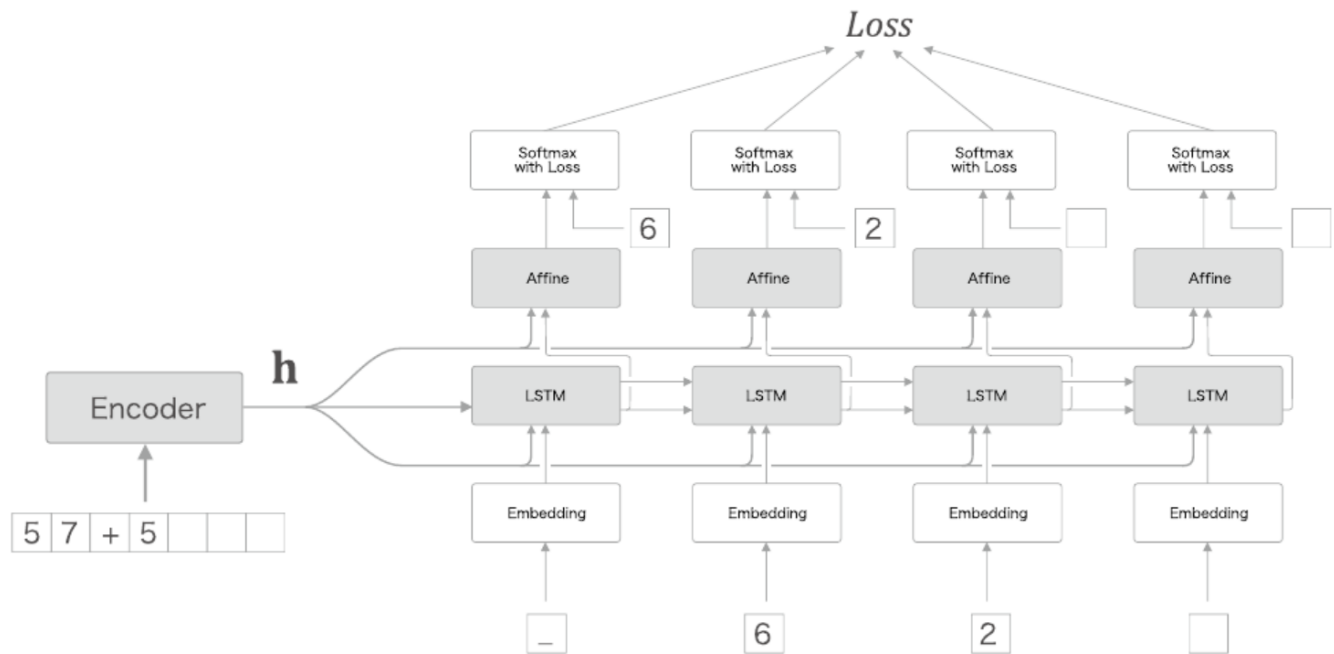 Loss
Softmax
with Loss
Softmax
with Loss
Softmax
with Loss
Softmax
with Loss
6
2
Affine
Affine
Affine
Affine
h
Encoder
LSTM
LSTM
LSTM
LSTM
5 7 + 5
Embedding
Embedding
Embedding
Embedding
_
6
2